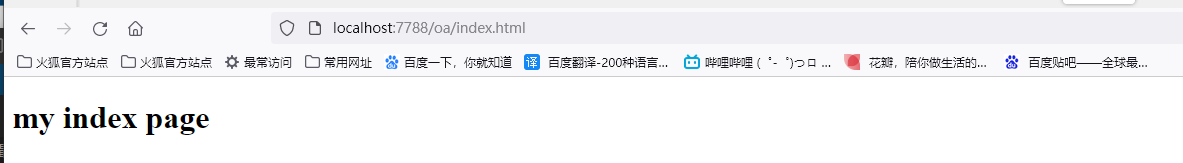 localhost:7788/oa/index.html
火狐官方站点 火狐官方站点 最常访问 常用网址 百度一下，你就知道 译 百度翻译-200种语言... 哔哩哔哩 ( ゜- ゜)つロ ... 花瓣，陪你做生活的... 百度贴吧——全球最...
my index page